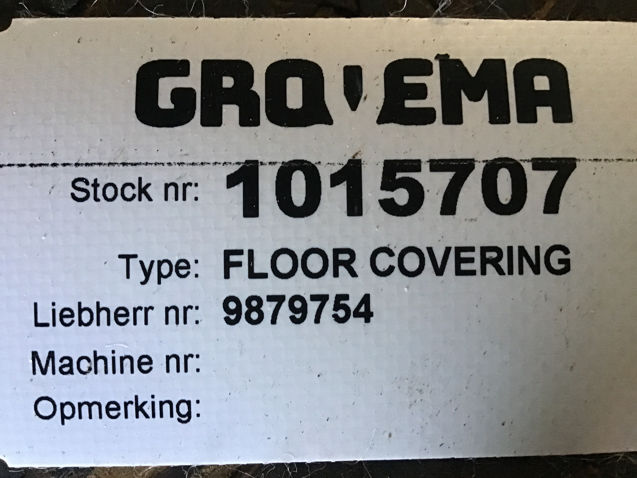 GROVEMA
Stock nr: 1015707
Type: FLOOR COVERING
Liebherr nr: 9879754
Machine nr:
Opmerking: